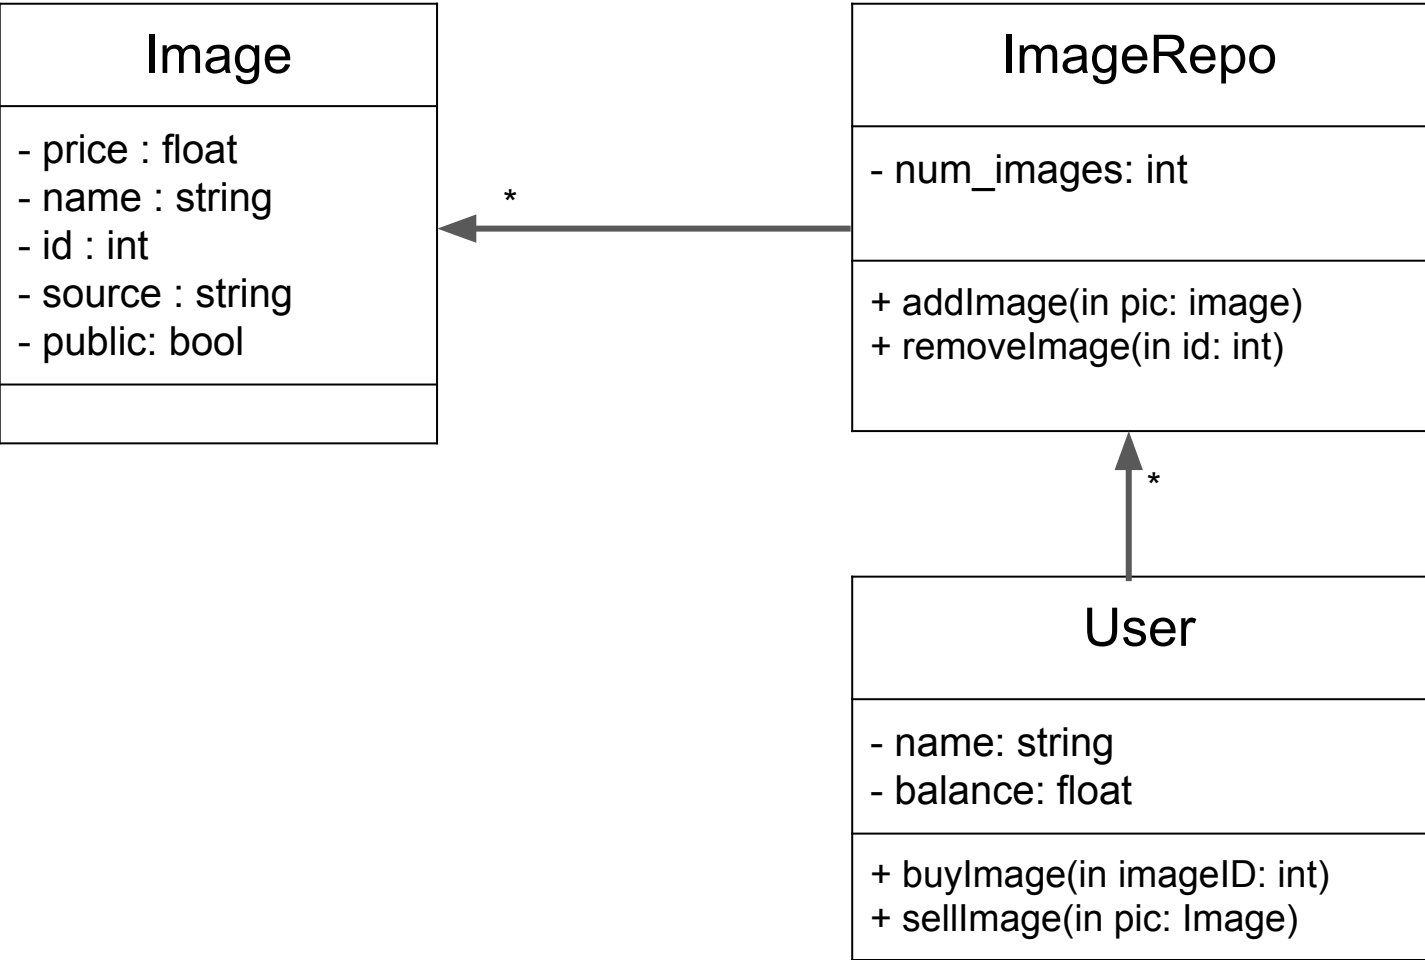 Image
- price : float
- name : string
- id : int
- source : string
- public: bool
*
ImageRepo
- num_images: int
+ addImage(in pic: image)
+ removeImage(in id: int)
*
User
- name: string
- balance: float
+ buyImage(in imageID: int)
+ sellImage(in pic: Image)